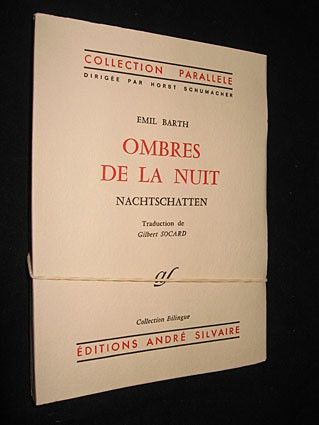 COLLECTION PARALLELE
DIRIGÉE PAR HORST SCHUMACHER
EMIL BARTH
OMBRES
DE LA NUIT
NACHTSCHATTEN
Traduction de
Gilbert SOCARD
Collection Bilingue
ÉDITIONS ANDRÉ SILVAIRE